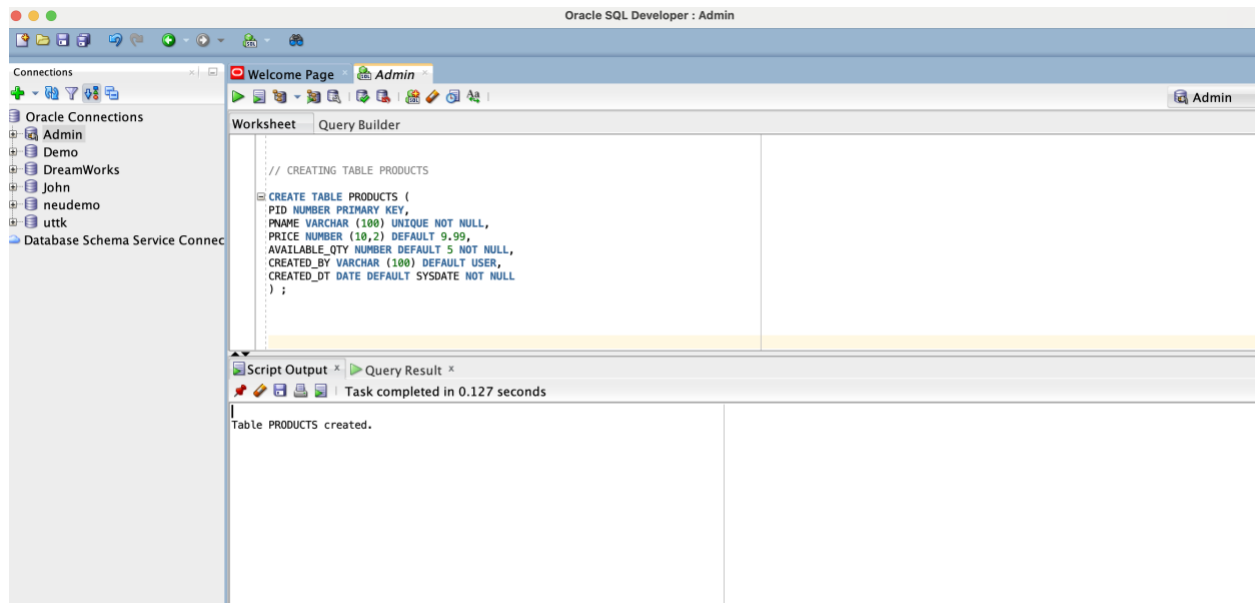 Oracle SQL Developer : Admin
Connections
Welcome Page
Admin
Admin
Oracle Connections
Admin
Demo
DreamWorks
John
neudemo
uttk
Database Schema Service Connec
Worksheet
Query Builder
// CREATING TABLE PRODUCTS
CREATE TABLE PRODUCTS (
PID NUMBER PRIMARY KEY,
PNAME VARCHAR (100) UNIQUE NOT NULL,
PRICE NUMBER (10,2) DEFAULT 9.99,
AVAILABLE_QTY NUMBER DEFAULT 5 NOT NULL,
CREATED_BY VARCHAR (100) DEFAULT USER,
CREATED_DT DATE DEFAULT SYSDATE NOT NULL
) ;
Script Output
Query Result
Task completed in 0.127 seconds
Table PRODUCTS created.